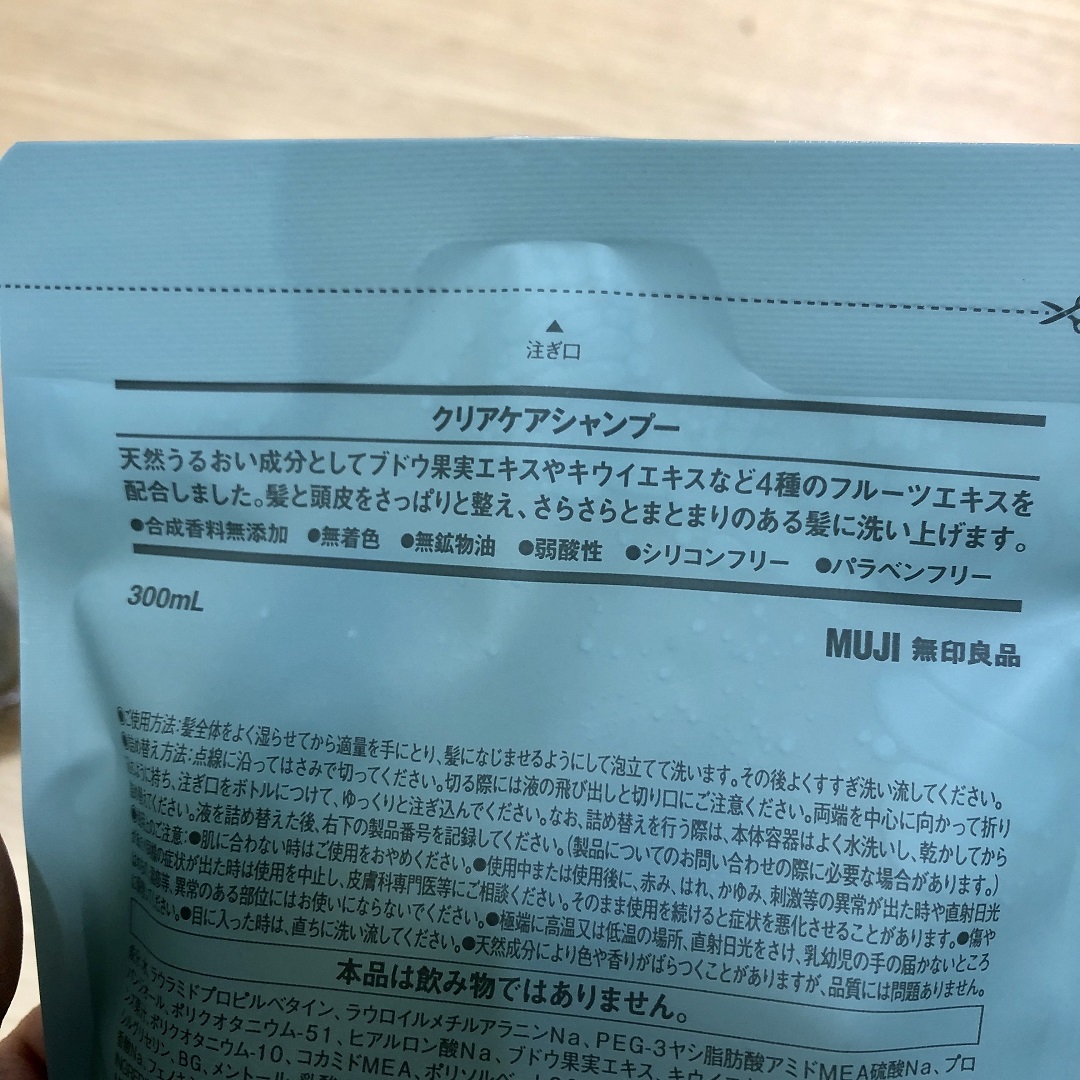 ▲
注ぎ口
クリアケアシャンプー
天然うるおい成分としてブドウ果実エキスやキウイエキスなど4種のフルーツエキスを
配合しました。髪と頭皮をさっぱりと整え、さらさらとまとまりのある髪に洗い上げます。
●合成香料無添加 ●無着色 ●無鉱物油 ●弱酸性 ●シリコンフリー ●パラベンフリー
300mL
MUJI 無印良品
●ご使用方法:髪全体をよく湿らせてから適量を手にとり、髪になじませるようにして泡立てて洗います。その後よくすすぎ洗い流してください。
●詰め替え方法:点線に沿ってはさみで切ってください。切る際には液の飛び出しと切り口にご注意ください。両端を中心に向かって折り
ように持ち、注ぎ口をボトルにつけて、ゆっくりと注ぎ込んでください。なお、詰め替えを行う際は、本体容器はよく水洗いし、乾かしてから
ください。液を詰め替えた後、右下の製品番号を記録してください。(製品についてのお問い合わせの際に必要な場合があります。)
ご注意:●肌に合わない時はご使用をおやめください。●使用中または使用後に、赤み、はれ、かゆみ、刺激等の異常が出た時や直射日光
の症状が出た時は使用を中止し、皮膚科専門医等にご相談ください。そのまま使用を続けると症状を悪化させることがあります。●傷や
等、異常のある部位にはお使いにならないでください。●極端に高温又は低温の場所、直射日光をさけ、乳幼児の手の届かないところ
ください。●目に入った時は、直ちに洗い流してください。●天然成分により色や香りがばらつくことがありますが、品質には問題ありません。
本品は飲み物ではありません。
水、ラウラミドプロピルベタイン、ラウロイルメチルアラニンNa、PEG-3ヤシ脂肪酸アミドMEA硫酸Na、プロ
ポリクオタニウム-51、ヒアルロン酸Na、ブドウ果実エキス、
ポリクオタニウム-10、コカミドMEA、
Na、BG、メントール、